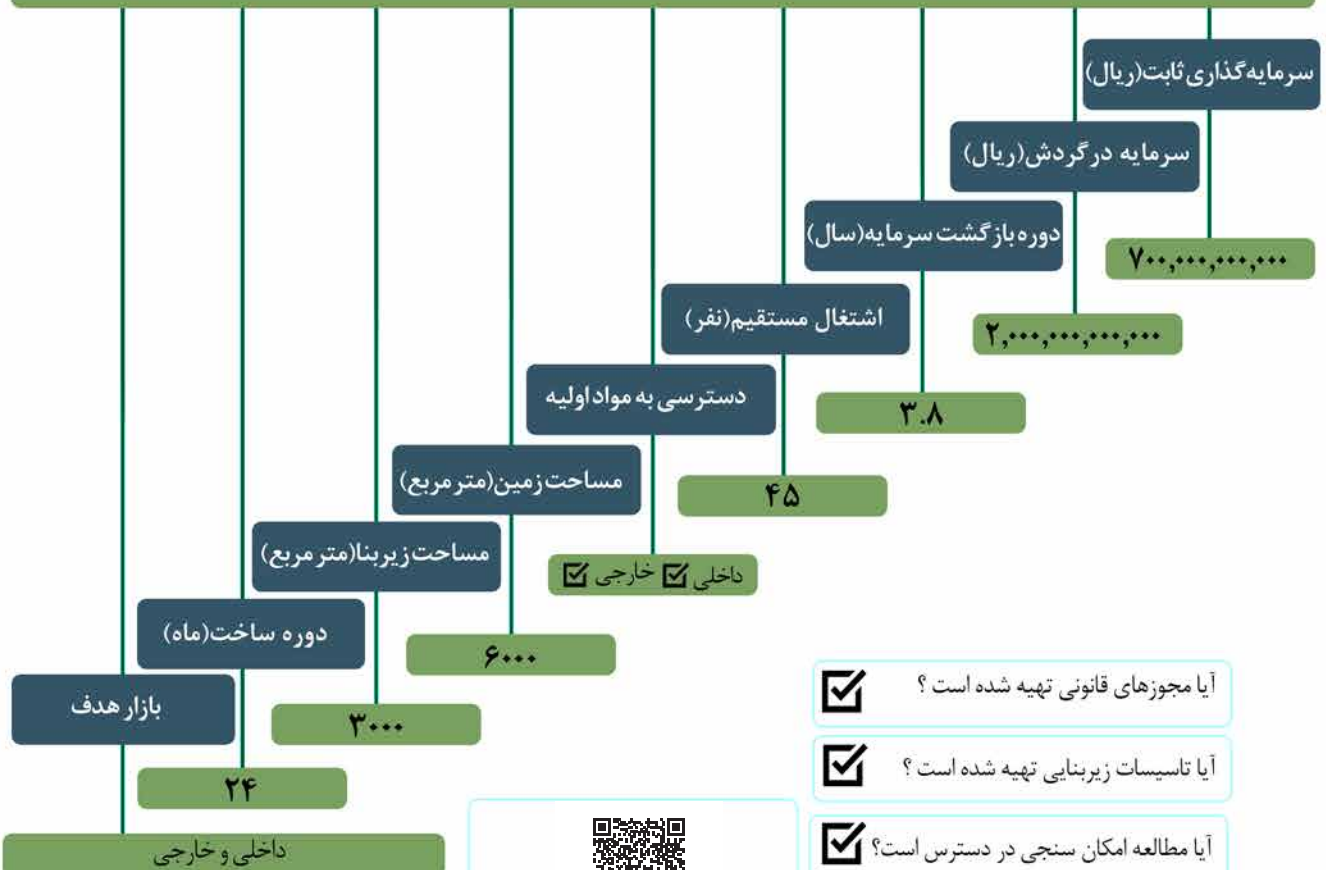 سرمایه‌گذاری ثابت(ریال)
۷۰۰,۰۰۰,۰۰۰,۰۰۰
سرمایه در گردش(ریال)
۲,۰۰۰,۰۰۰,۰۰۰,۰۰۰
دوره بازگشت سرمایه(سال)
۳.۸
اشتغال مستقیم(نفر)
۴۵
دسترسی به مواد اولیه
داخلی ☑ خارجی ☑
مساحت زمین(متر مربع)
۶۰۰۰
مساحت زیربنا(متر مربع)
۳۰۰۰
دوره ساخت(ماه)
۲۴
بازار هدف
داخلی و خارجی
آیا مجوزهای قانونی تهیه شده است ؟ ☑
آیا تاسیسات زیربنایی تهیه شده است ؟ ☑
آیا مطالعه امکان سنجی در دسترس است؟ ☑